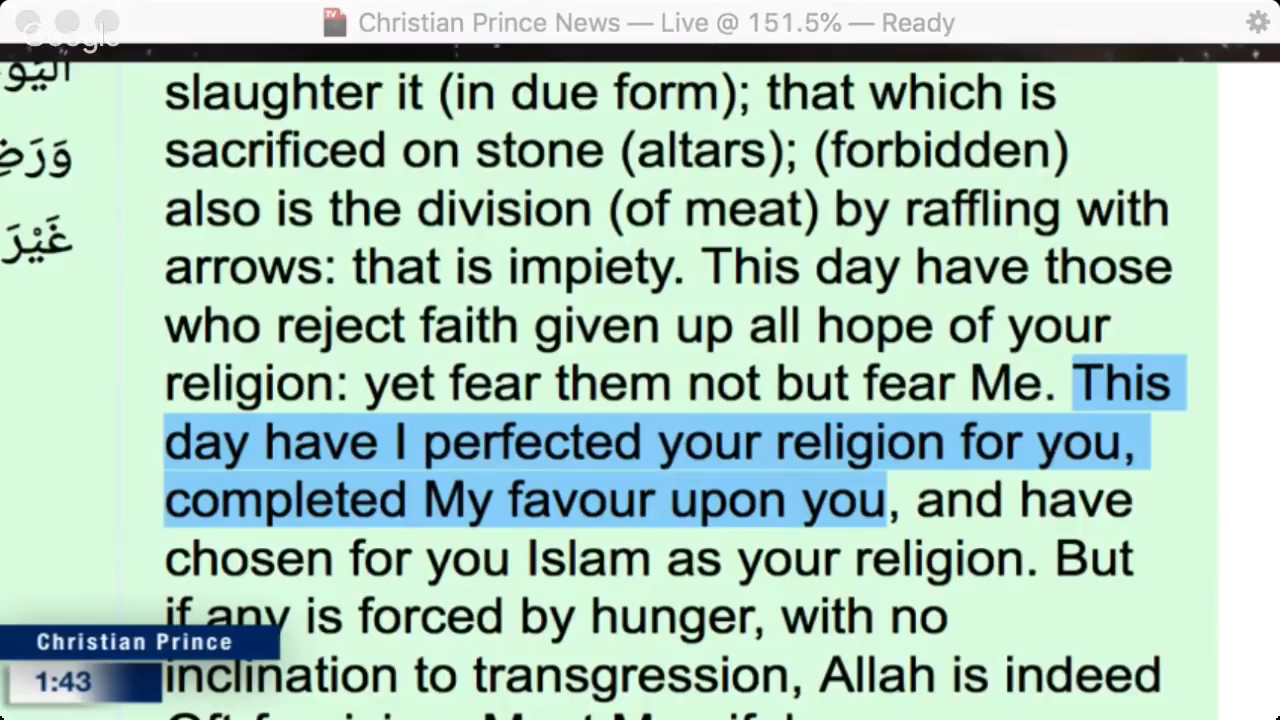 Christian Prince News — Live @ 151.5% — Ready
Google
slaughter it (in due form); that which is
sacrificed on stone (altars); (forbidden)
also is the division (of meat) by raffling with
arrows: that is impiety. This day have those
who reject faith given up all hope of your
religion: yet fear them not but fear Me. This
day have I perfected your religion for you,
completed My favour upon you, and have
chosen for you Islam as your religion. But
if any is forced by hunger, with no
inclination to transgression, Allah is indeed
غَيْرَ
Christian Prince
1:43